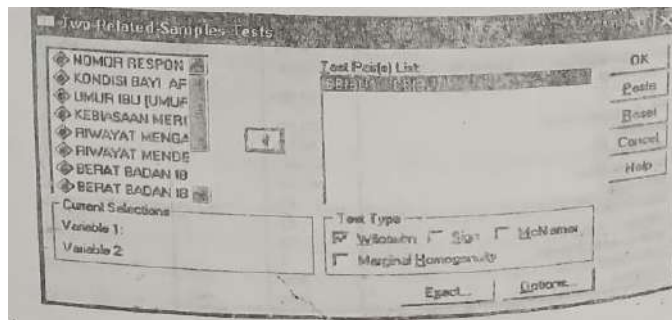 Two-Related-Samples Tests
NOMOR RESPON
KONDISI BAYI AF
UMUR IBU [UMUR
KEBIASAAN MERO
RIWAYAT MENGA
RIWAYAT MENDE
BERAT BADAN IB
BERAT BADAN IB
Test Pair(s) List:
OK
Paste
Reset
Cancel
Help
Current Selections
Variable 1:
Variable 2:
Test Type
Wilcoxon Sign McNemar
Marginal Homogeneity
Exact... Options...